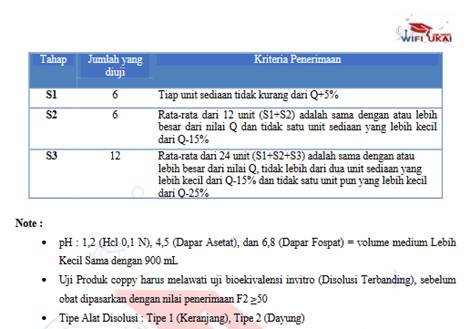 WIFI UKAI
Tahap
Jumlah yang
diuji
Kriteria Penerimaan
S1
6
Tiap unit sediaan tidak kurang dari Q+5%
S2
6
Rata-rata dari 12 unit (S1+S2) adalah sama dengan atau lebih
besar dari nilai Q dan tidak satu unit sediaan yang lebih kecil
dari Q-15%
S3
12
Rata-rata dari 24 unit (S1+S2+S3) adalah sama dengan atau
lebih besar dari nilai Q, tidak lebih dari dua unit sediaan yang
lebih kecil dari Q-15% dan tidak satu unit pun yang lebih kecil
dari Q-25%
Note :
• pH : 1,2 (Hcl 0,1 N), 4,5 (Dapar Asetat), dan 6,8 (Dapar Fospat) = volume medium Lebih
Kecil Sama dengan 900 mL
• Uji Produk coppy harus melawati uji bioekivalensi invitro (Disolusi Terbanding), sebelum
obat dipasarkan dengan nilai penerimaan F2 ≥50
• Tipe Alat Disolusi : Tipe 1 (Keranjang), Tipe 2 (Dayung)